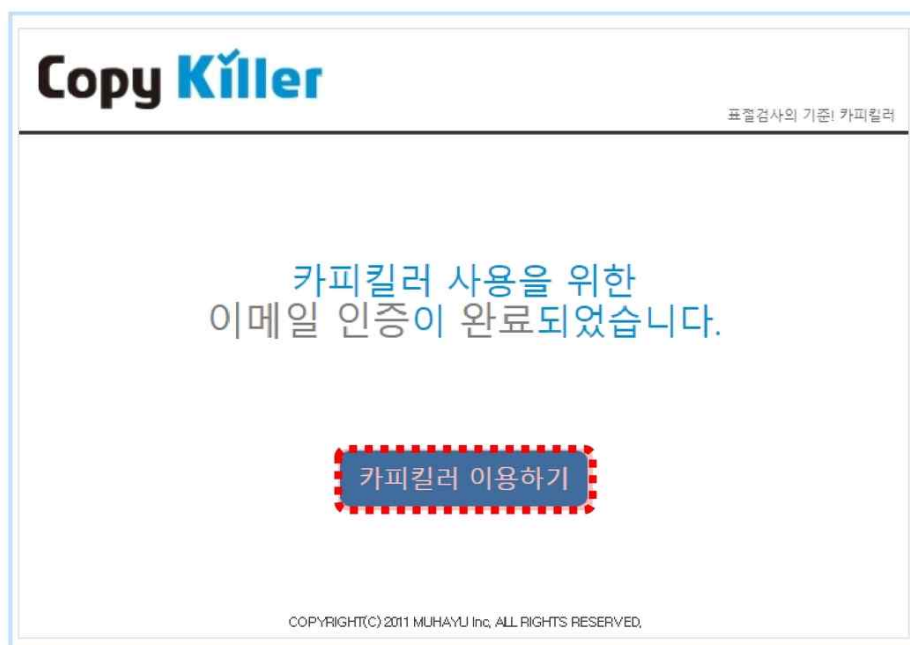 Copy Killer
표절검사의 기준! 카피킬러
카피킬러 사용을 위한
이메일 인증이 완료되었습니다.
카피킬러 이용하기
COPYRIGHT(C) 2011 MUHAYU Inc, ALL RIGHTS RESERVED,